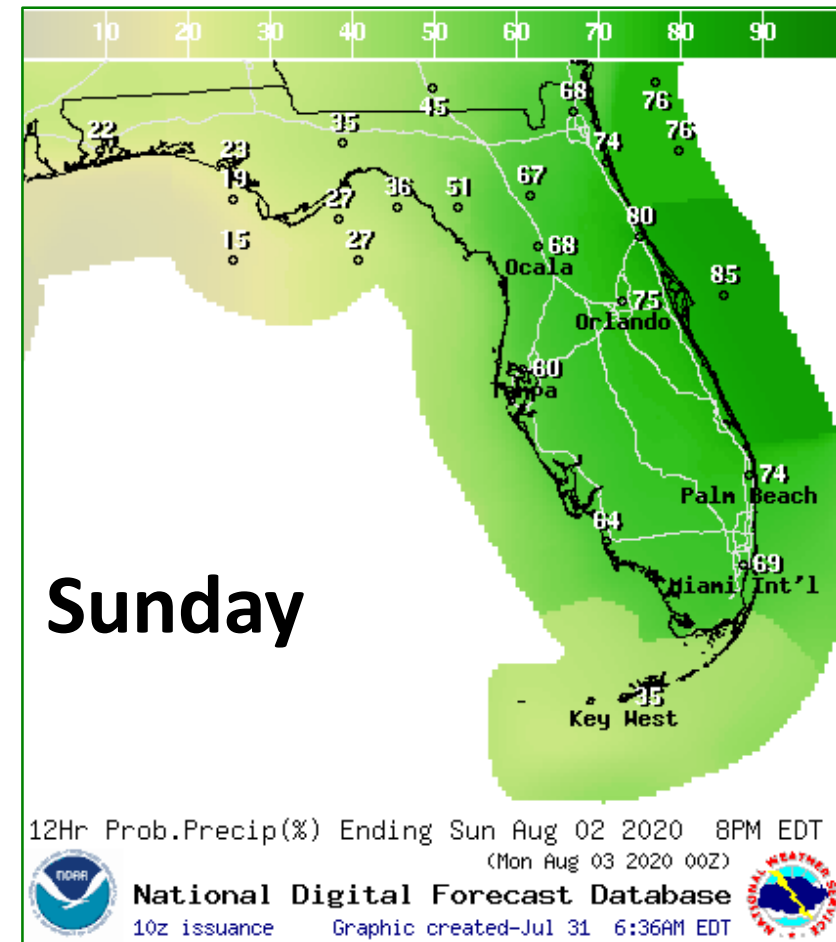 10 20 30 40 50 60 70 80 90
68
76
45
22
35
74
76
23
19
27
36
51
67
80
15
27
68
Ocala
85
75
Orlando
60
Tampa
74
Palm Beach
64
69
Miami Int'l
Sunday
35
Key West
12Hr Prob.Precip(%) Ending Sun Aug 02 2020 8PM EDT
(Mon Aug 03 2020 00Z)
NOAA
National Digital Forecast Database
10z issuance Graphic created-Jul 31 6:36AM EDT
NATIONAL WEATHER SERVICE